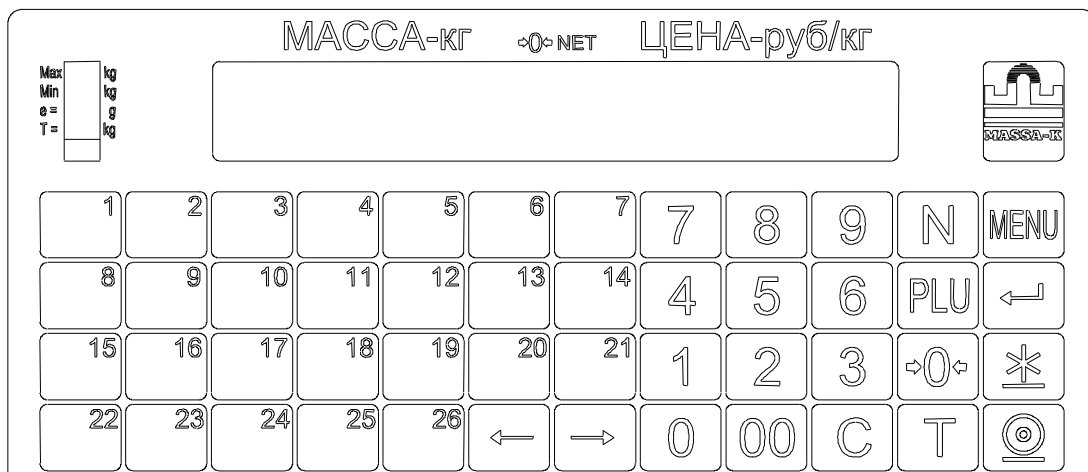 МАССА-кг →0← NET ЦЕНА-руб/кг
Max kg
Min kg
e = g
T = kg
MASSA-K
1 2 3 4 5 6 7 7 8 9 N MENU
8 9 10 11 12 13 14 4 5 6 PLU
15 16 17 18 19 20 21 1 2 3 →0←
22 23 24 25 26 ← → 0 00 C T